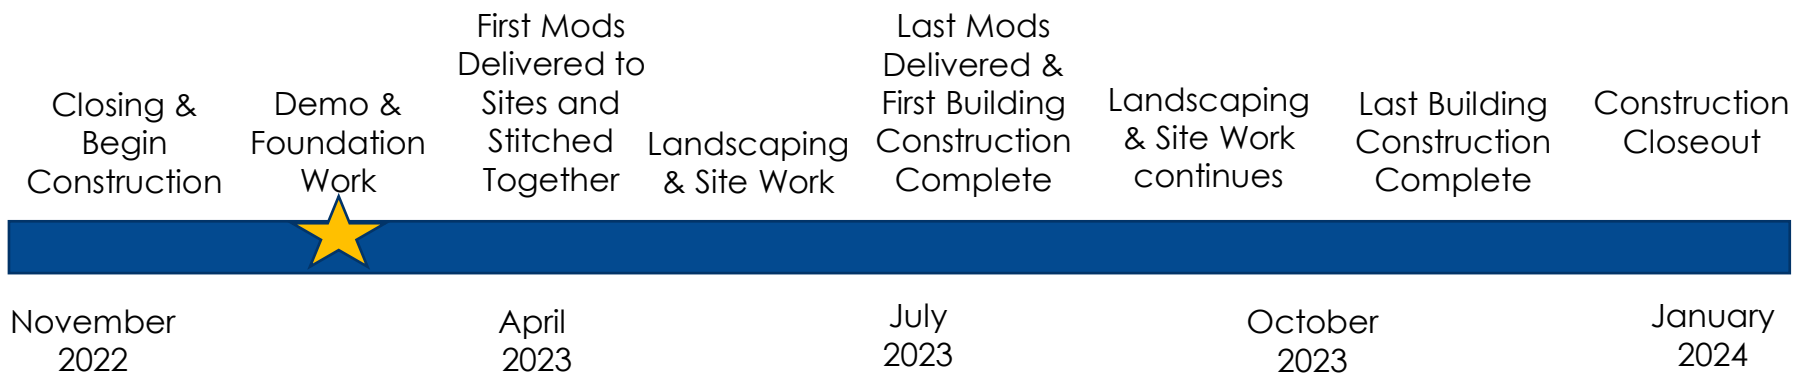 Closing &
Begin
Construction
Demo &
Foundation
Work
First Mods
Delivered to
Sites and
Stitched
Together
Landscaping
& Site Work
Last Mods
Delivered &
First Building
Construction
Complete
Landscaping
& Site Work
continues
Last Building
Construction
Complete
Construction
Closeout
November
2022
April
2023
July
2023
October
2023
January
2024